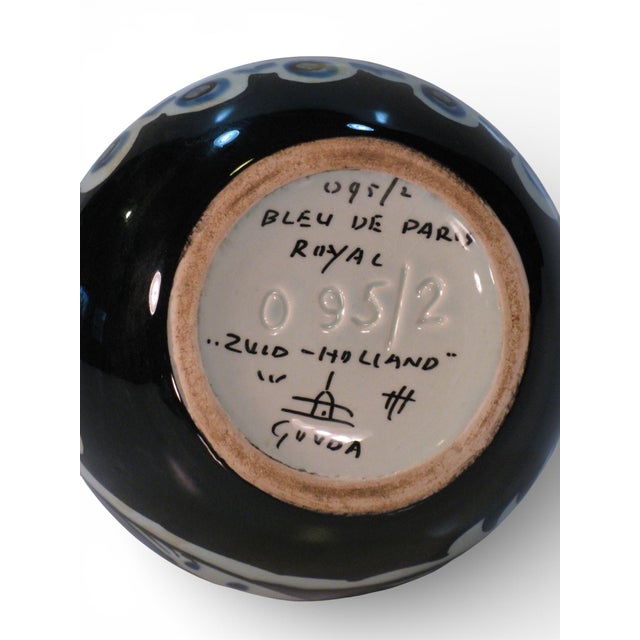 095/2
BLEU DE PARIS
ROYAL
095/2
„ZUID-HOLLAND"
GOUDA